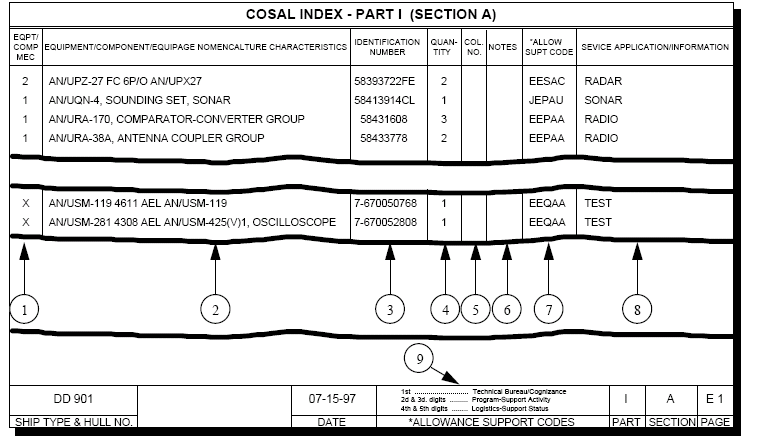 COSAL INDEX - PART I (SECTION A)
EQPT/ COMP MEC EQUIPMENT/COMPONENT/EQUIPAGE NOMENCALTURE CHARACTERISTICS IDENTIFICATION NUMBER QUAN- TITY COL. NO. NOTES *ALLOW SUPT CODE SEVICE APPLICATION/INFORMATION
2 AN/UPZ-27 FC 6P/O AN/UPX27 58393722FE 2 EESAC RADAR
1 AN/UQN-4, SOUNDING SET, SONAR 58413914CL 1 JEPAU SONAR
1 AN/URA-170, COMPARATOR-CONVERTER GROUP 58431608 3 EEPAA RADIO
1 AN/URA-38A, ANTENNA COUPLER GROUP 58433778 2 EEPAA RADIO
X AN/USM-119 4611 AEL AN/USM-119 7-670050768 1 EEQAA TEST
X AN/USM-281 4308 AEL AN/USM-425(V)1, OSCILLOSCOPE 7-670052808 1 EEQAA TEST
1 2 3 4 5 6 7 8
9
1st ........................... Technical Bureau/Cognizance
DD 901 07-15-97 2d & 3d. digits ......... Program-Support Activity I A E 1
4th & 5th digits ........ Logistics-Support Status
SHIP TYPE & HULL NO. DATE *ALLOWANCE SUPPORT CODES PART SECTION PAGE